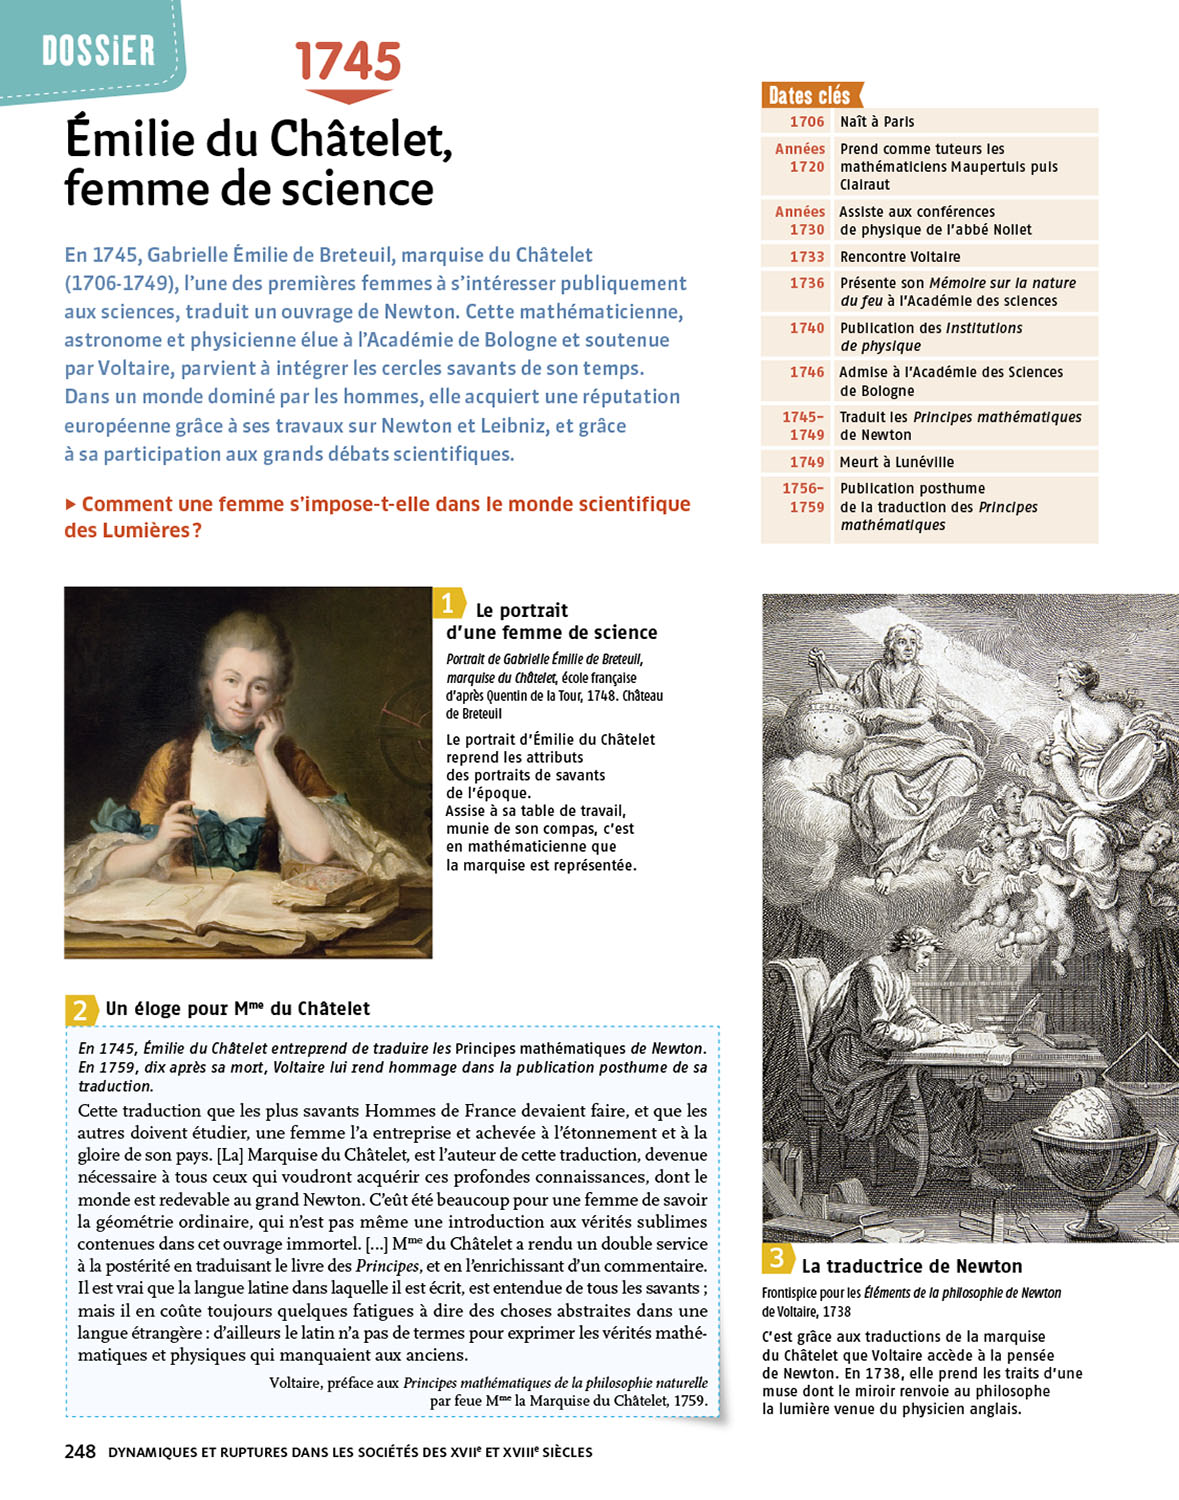 DOSSiER
1745
Émilie du Châtelet,
femme de science
En 1745, Gabrielle Émilie de Breteuil, marquise du Châtelet
(1706-1749), l'une des premières femmes à s'intéresser publiquement
aux sciences, traduit un ouvrage de Newton. Cette mathématicienne,
astronome et physicienne élue à l'Académie de Bologne et soutenue
par Voltaire, parvient à intégrer les cercles savants de son temps.
Dans un monde dominé par les hommes, elle acquiert une réputation
européenne grâce à ses travaux sur Newton et Leibniz, et grâce
à sa participation aux grands débats scientifiques.
▶ Comment une femme s'impose-t-elle dans le monde scientifique
des Lumières ?
Dates clés
1706 Naît à Paris
Années Prend comme tuteurs les
1720 mathématiciens Maupertuis puis
Clairaut
Années Assiste aux conférences
1730 de physique de l'abbé Nollet
1733 Rencontre Voltaire
1736 Présente son Mémoire sur la nature
du feu à l'Académie des sciences
1740 Publication des Institutions
de physique
1746 Admise à l'Académie des Sciences
de Bologne
1745– Traduit les Principes mathématiques
1749 de Newton
1749 Meurt à Lunéville
1756– Publication posthume
1759 de la traduction des Principes
mathématiques
1 Le portrait
d'une femme de science
Portrait de Gabrielle Émilie de Breteuil,
marquise du Châtelet, école française
d'après Quentin de la Tour, 1748. Château
de Breteuil
Le portrait d'Émilie du Châtelet
reprend les attributs
des portraits de savants
de l'époque.
Assise à sa table de travail,
munie de son compas, c'est
en mathématicienne que
la marquise est représentée.
2 Un éloge pour Mme du Châtelet
En 1745, Émilie du Châtelet entreprend de traduire les Principes mathématiques de Newton.
En 1759, dix après sa mort, Voltaire lui rend hommage dans la publication posthume de sa
traduction.
Cette traduction que les plus savants Hommes de France devaient faire, et que les
autres doivent étudier, une femme l'a entreprise et achevée à l'étonnement et à la
gloire de son pays. [La] Marquise du Châtelet, est l'auteur de cette traduction, devenue
nécessaire à tous ceux qui voudront acquérir ces profondes connaissances, dont le
monde est redevable au grand Newton. C'eût été beaucoup pour une femme de savoir
la géométrie ordinaire, qui n'est pas même une introduction aux vérités sublimes
contenues dans cet ouvrage immortel. [...] Mme du Châtelet a rendu un double service
à la postérité en traduisant le livre des Principes, et en l'enrichissant d'un commentaire.
Il est vrai que la langue latine dans laquelle il est écrit, est entendue de tous les savants ;
mais il en coûte toujours quelques fatigues à dire des choses abstraites dans une
langue étrangère : d'ailleurs le latin n'a pas de termes pour exprimer les vérités mathé-
matiques et physiques qui manquaient aux anciens.
Voltaire, préface aux Principes mathématiques de la philosophie naturelle
par feue Mme la Marquise du Châtelet, 1759.
3 La traductrice de Newton
Frontispice pour les Éléments de la philosophie de Newton
de Voltaire, 1738
C'est grâce aux traductions de la marquise
du Châtelet que Voltaire accède à la pensée
de Newton. En 1738, elle prend les traits d'une
muse dont le miroir renvoie au philosophe
la lumière venue du physicien anglais.
248 DYNAMIQUES ET RUPTURES DANS LES SOCIÉTÉS DES XVIIe ET XVIIIe SIÈCLES